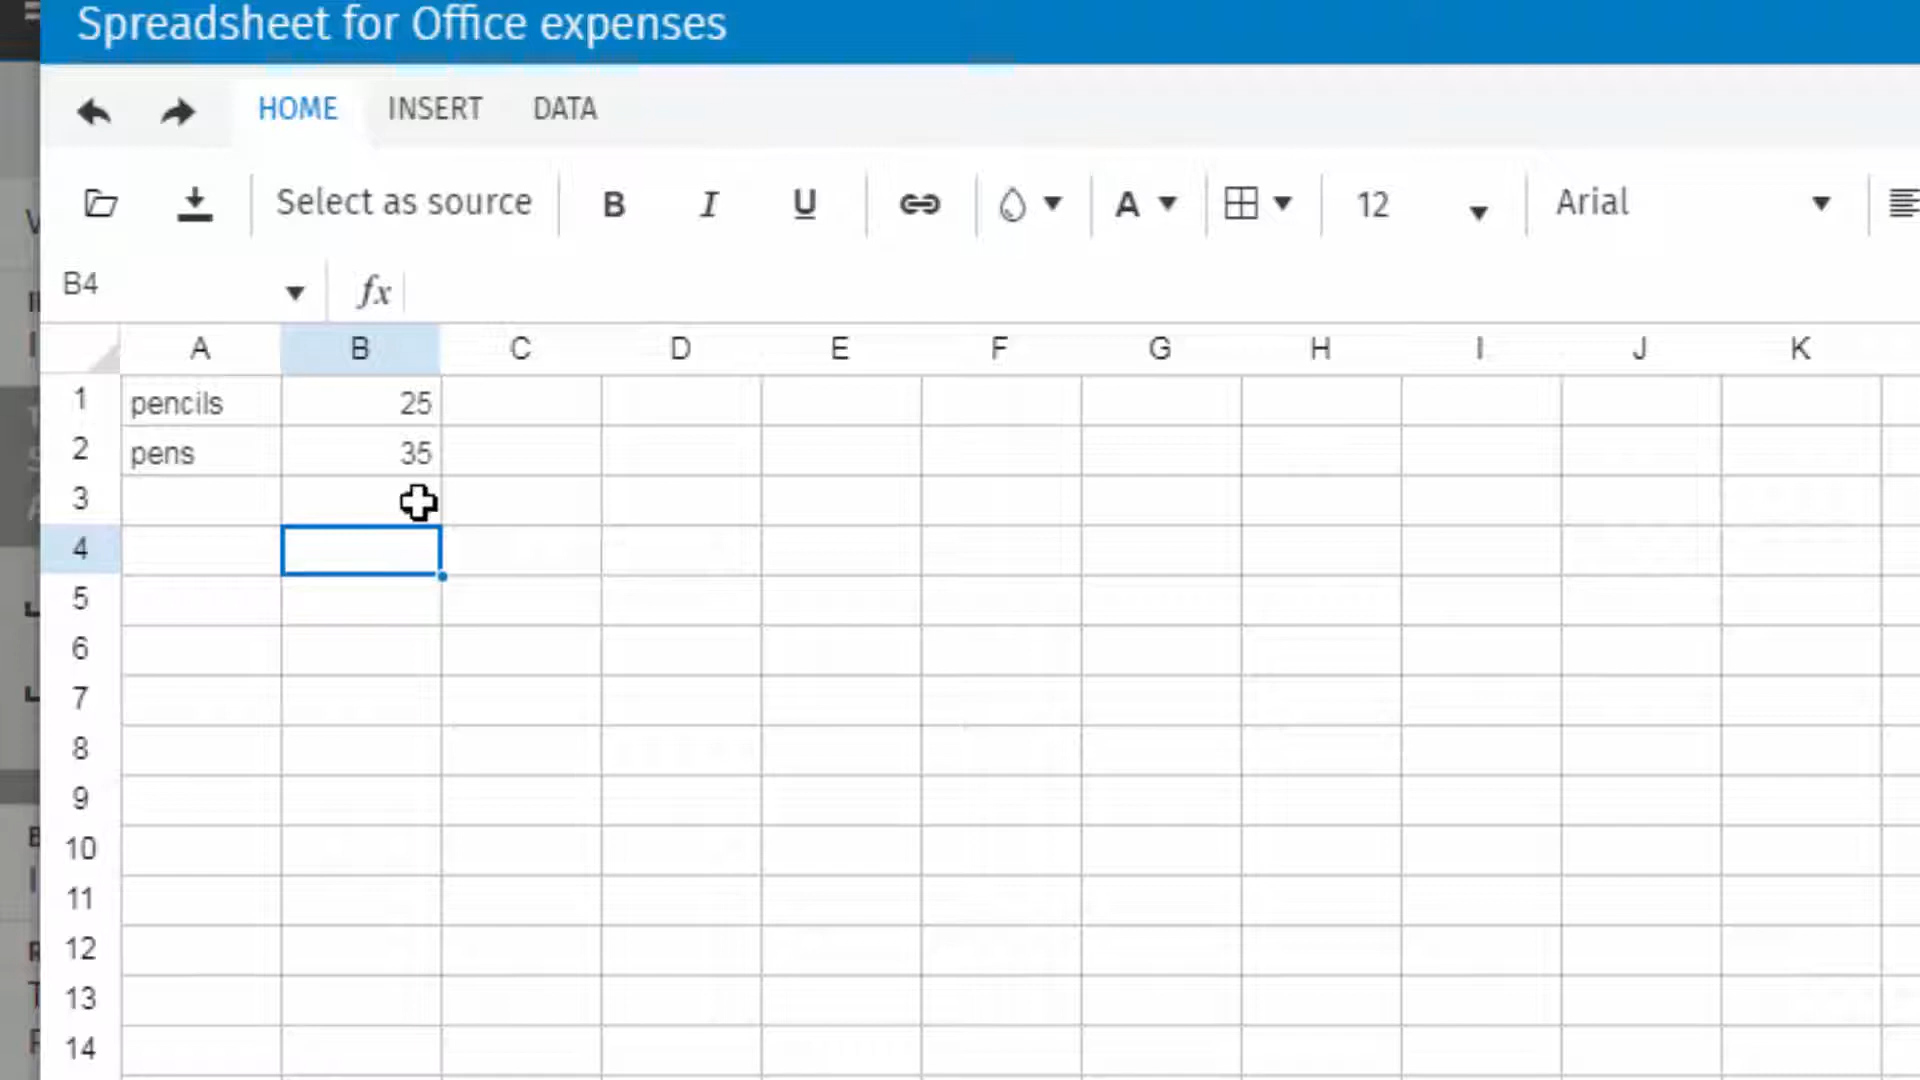 Spreadsheet for Office expenses
HOME INSERT DATA
Select as source B I U A 12 Arial
B4 fx
A B C D E F G H I J K
1 pencils 25
2 pens 35
3
4
5
6
7
8
9
10
11
12
13
14